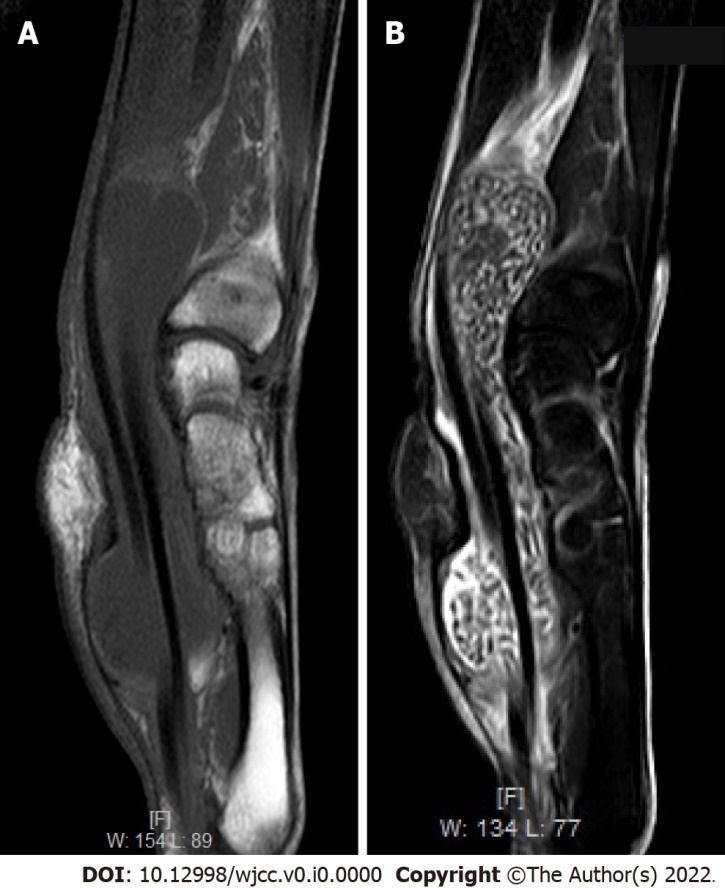 A
B
[F]
W: 154 L: 89
[F]
W: 134 L: 77
DOI: 10.12998/wjcc.v0.i0.0000 Copyright ©The Author(s) 2022.